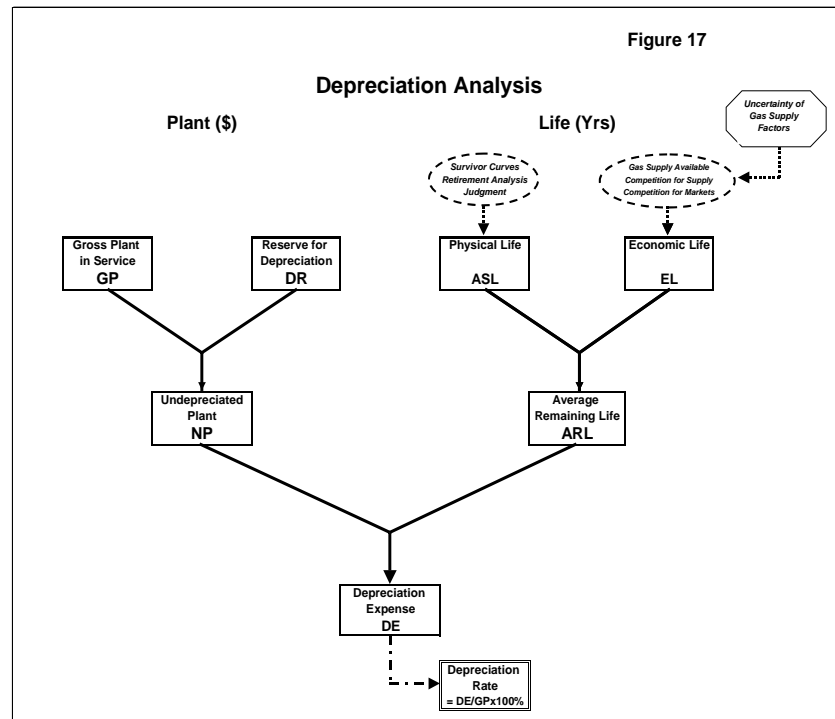 Figure 17
Depreciation Analysis
Plant ($)
Life (Yrs)
Uncertainty of
Gas Supply
Factors
Survivor Curves
Retirement Analysis
Judgment
Gas Supply Available
Competition for Supply
Competition for Markets
Gross Plant
in Service
GP
Reserve for
Depreciation
DR
Physical Life
ASL
Economic Life
EL
Undepreciated
Plant
NP
Average
Remaining Life
ARL
Depreciation
Expense
DE
Depreciation
Rate
= DE/GPx100%